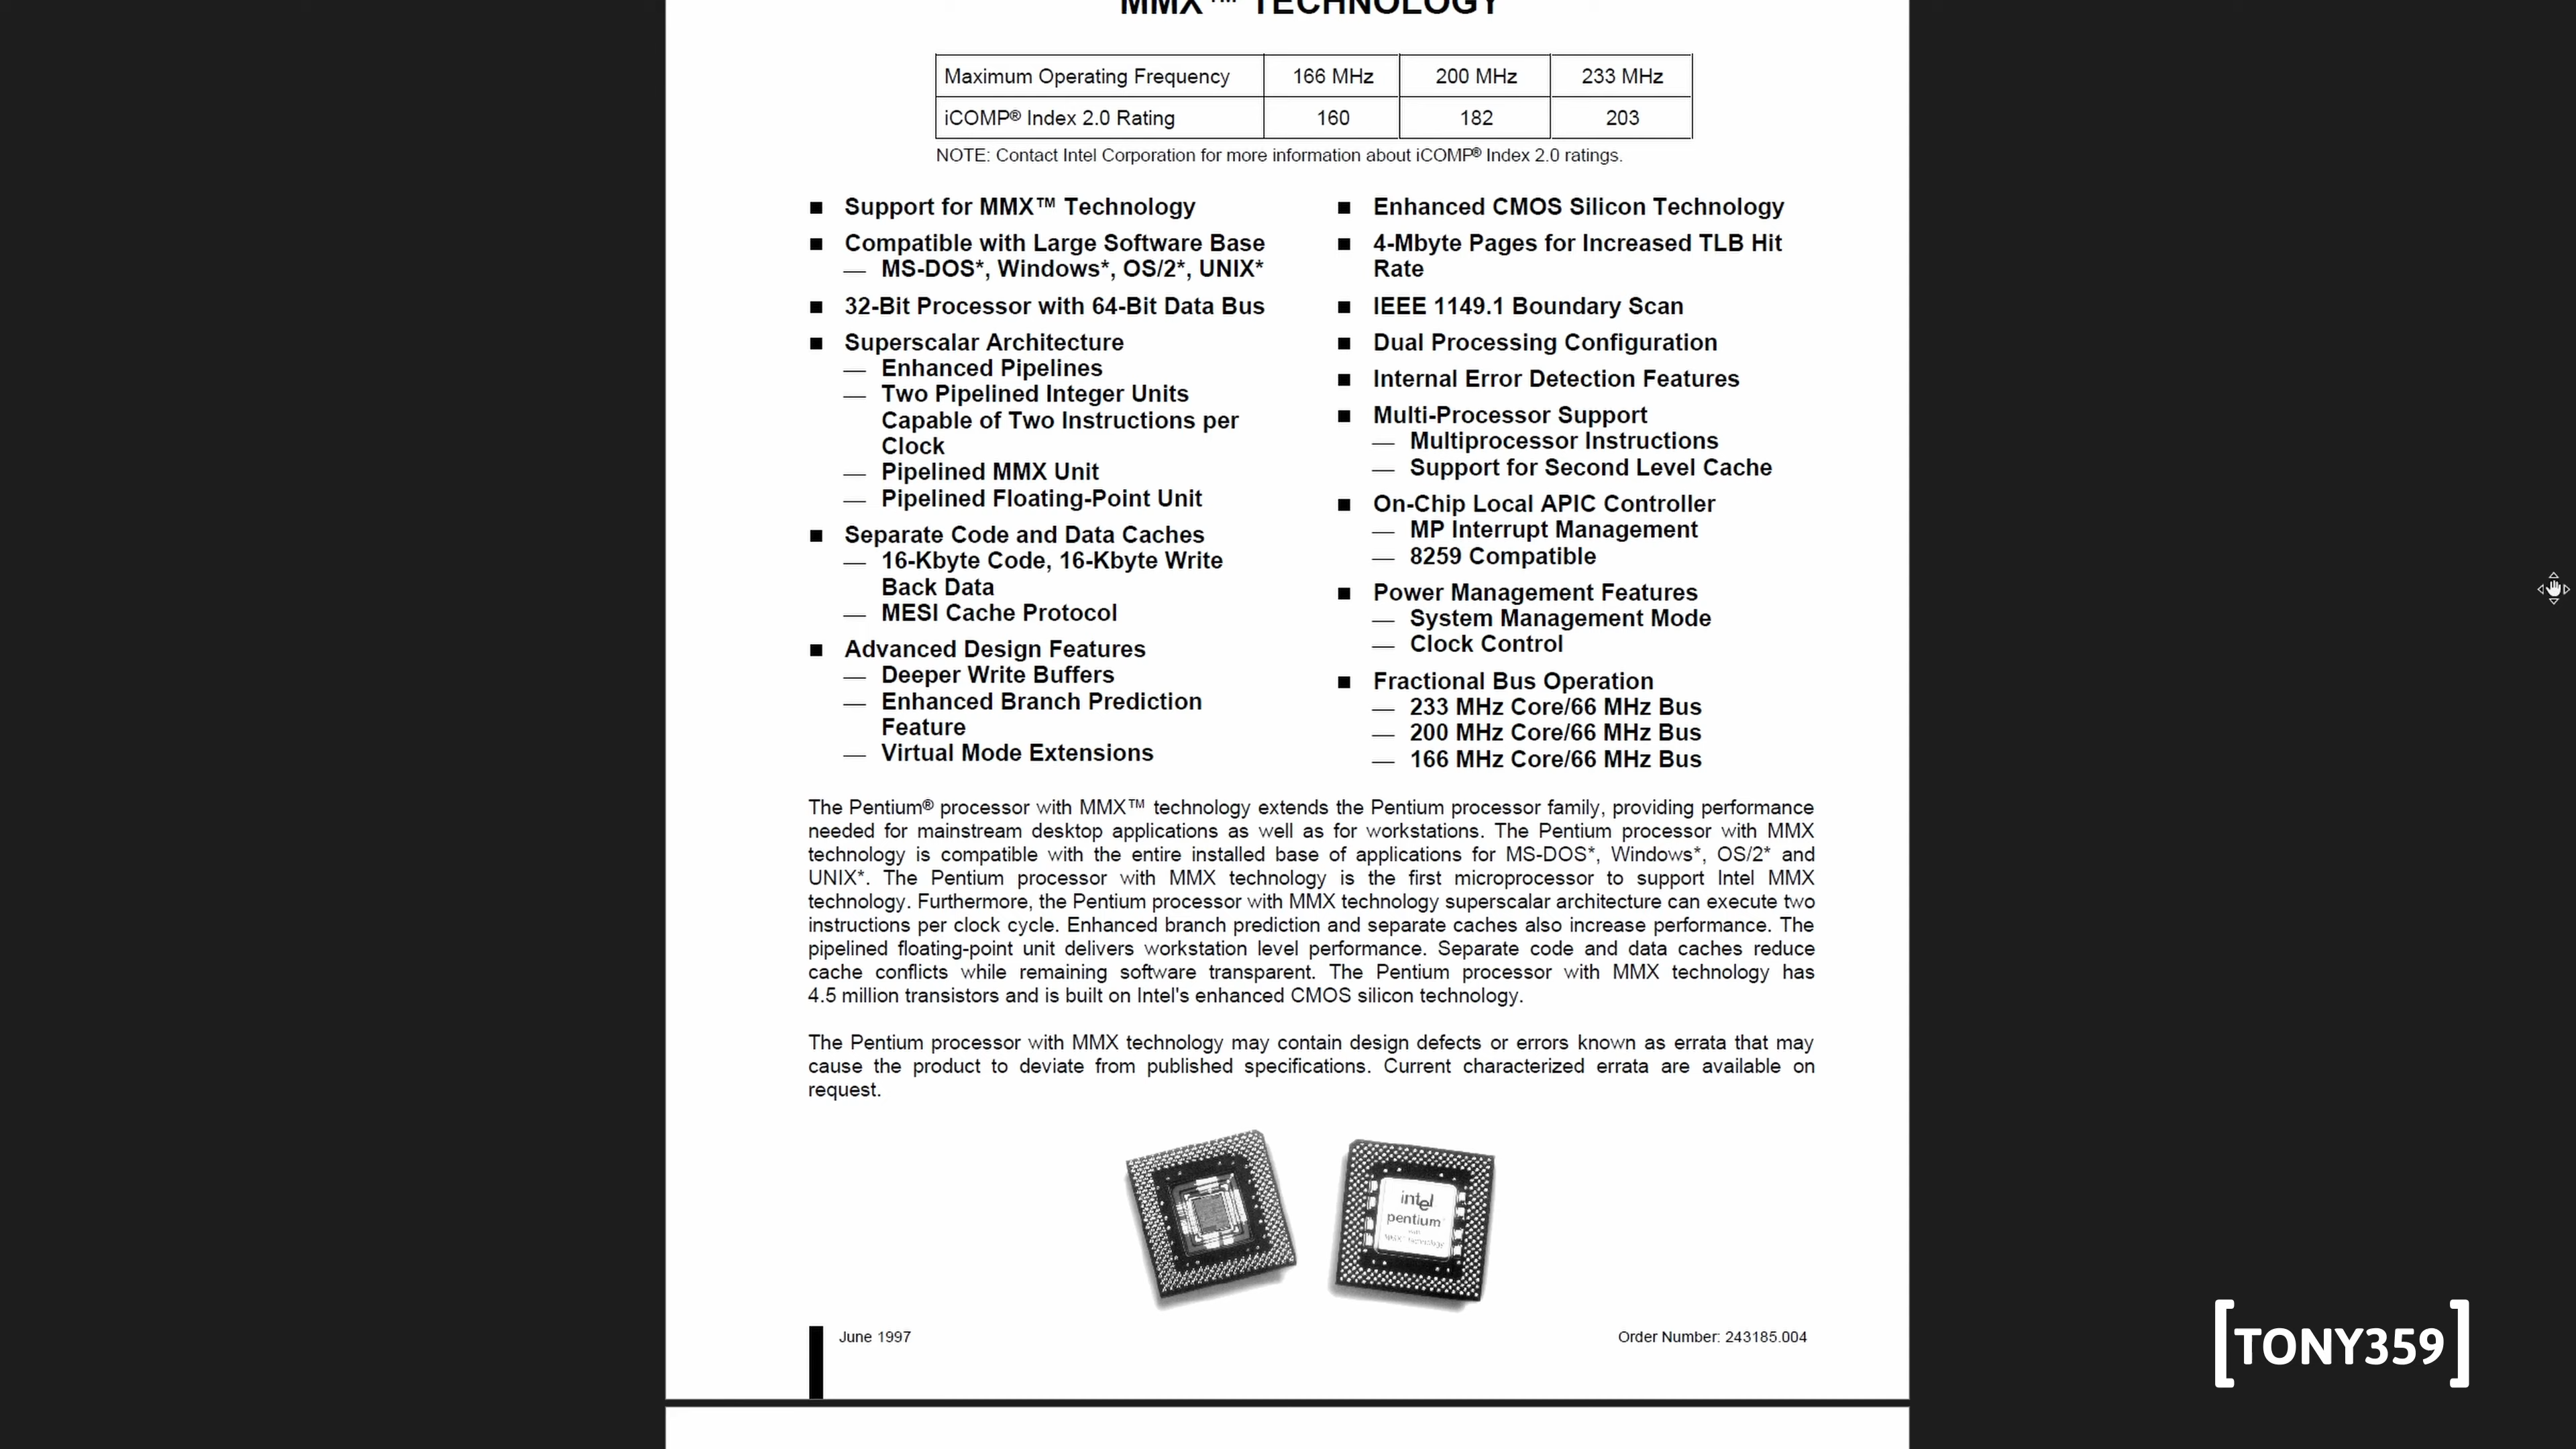 MMX™ TECHNOLOGY
Maximum Operating Frequency 166 MHz 200 MHz 233 MHz
iCOMP® Index 2.0 Rating 160 182 203
NOTE: Contact Intel Corporation for more information about iCOMP® Index 2.0 ratings.
■ Support for MMX™ Technology
■ Compatible with Large Software Base
— MS-DOS*, Windows*, OS/2*, UNIX*
■ 32-Bit Processor with 64-Bit Data Bus
■ Superscalar Architecture
— Enhanced Pipelines
— Two Pipelined Integer Units
Capable of Two Instructions per
Clock
— Pipelined MMX Unit
— Pipelined Floating-Point Unit
■ Separate Code and Data Caches
— 16-Kbyte Code, 16-Kbyte Write
Back Data
— MESI Cache Protocol
■ Advanced Design Features
— Deeper Write Buffers
— Enhanced Branch Prediction
Feature
— Virtual Mode Extensions
■ Enhanced CMOS Silicon Technology
■ 4-Mbyte Pages for Increased TLB Hit
Rate
■ IEEE 1149.1 Boundary Scan
■ Dual Processing Configuration
■ Internal Error Detection Features
■ Multi-Processor Support
— Multiprocessor Instructions
— Support for Second Level Cache
■ On-Chip Local APIC Controller
— MP Interrupt Management
— 8259 Compatible
■ Power Management Features
— System Management Mode
— Clock Control
■ Fractional Bus Operation
— 233 MHz Core/66 MHz Bus
— 200 MHz Core/66 MHz Bus
— 166 MHz Core/66 MHz Bus
The Pentium® processor with MMX™ technology extends the Pentium processor family, providing performance
needed for mainstream desktop applications as well as for workstations. The Pentium processor with MMX
technology is compatible with the entire installed base of applications for MS-DOS*, Windows*, OS/2* and
UNIX*. The Pentium processor with MMX technology is the first microprocessor to support Intel MMX
technology. Furthermore, the Pentium processor with MMX technology superscalar architecture can execute two
instructions per clock cycle. Enhanced branch prediction and separate caches also increase performance. The
pipelined floating-point unit delivers workstation level performance. Separate code and data caches reduce
cache conflicts while remaining software transparent. The Pentium processor with MMX technology has
4.5 million transistors and is built on Intel's enhanced CMOS silicon technology.
The Pentium processor with MMX technology may contain design defects or errors known as errata that may
cause the product to deviate from published specifications. Current characterized errata are available on
request.
intel
pentium
June 1997
Order Number: 243185.004
[TONY359]